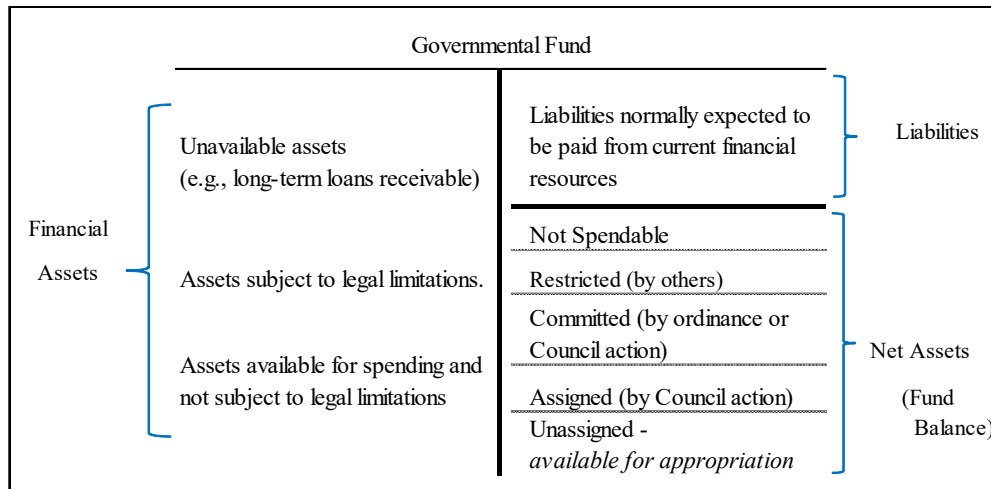 Governmental Fund
Financial
Assets
Unavailable assets
(e.g., long-term loans receivable)
Assets subject to legal limitations.
Assets available for spending and
not subject to legal limitations
Liabilities normally expected to
be paid from current financial
resources
Liabilities
Not Spendable
Restricted (by others)
Committed (by ordinance or
Council action)
Assigned (by Council action)
Unassigned -
available for appropriation
Net Assets
(Fund
Balance)